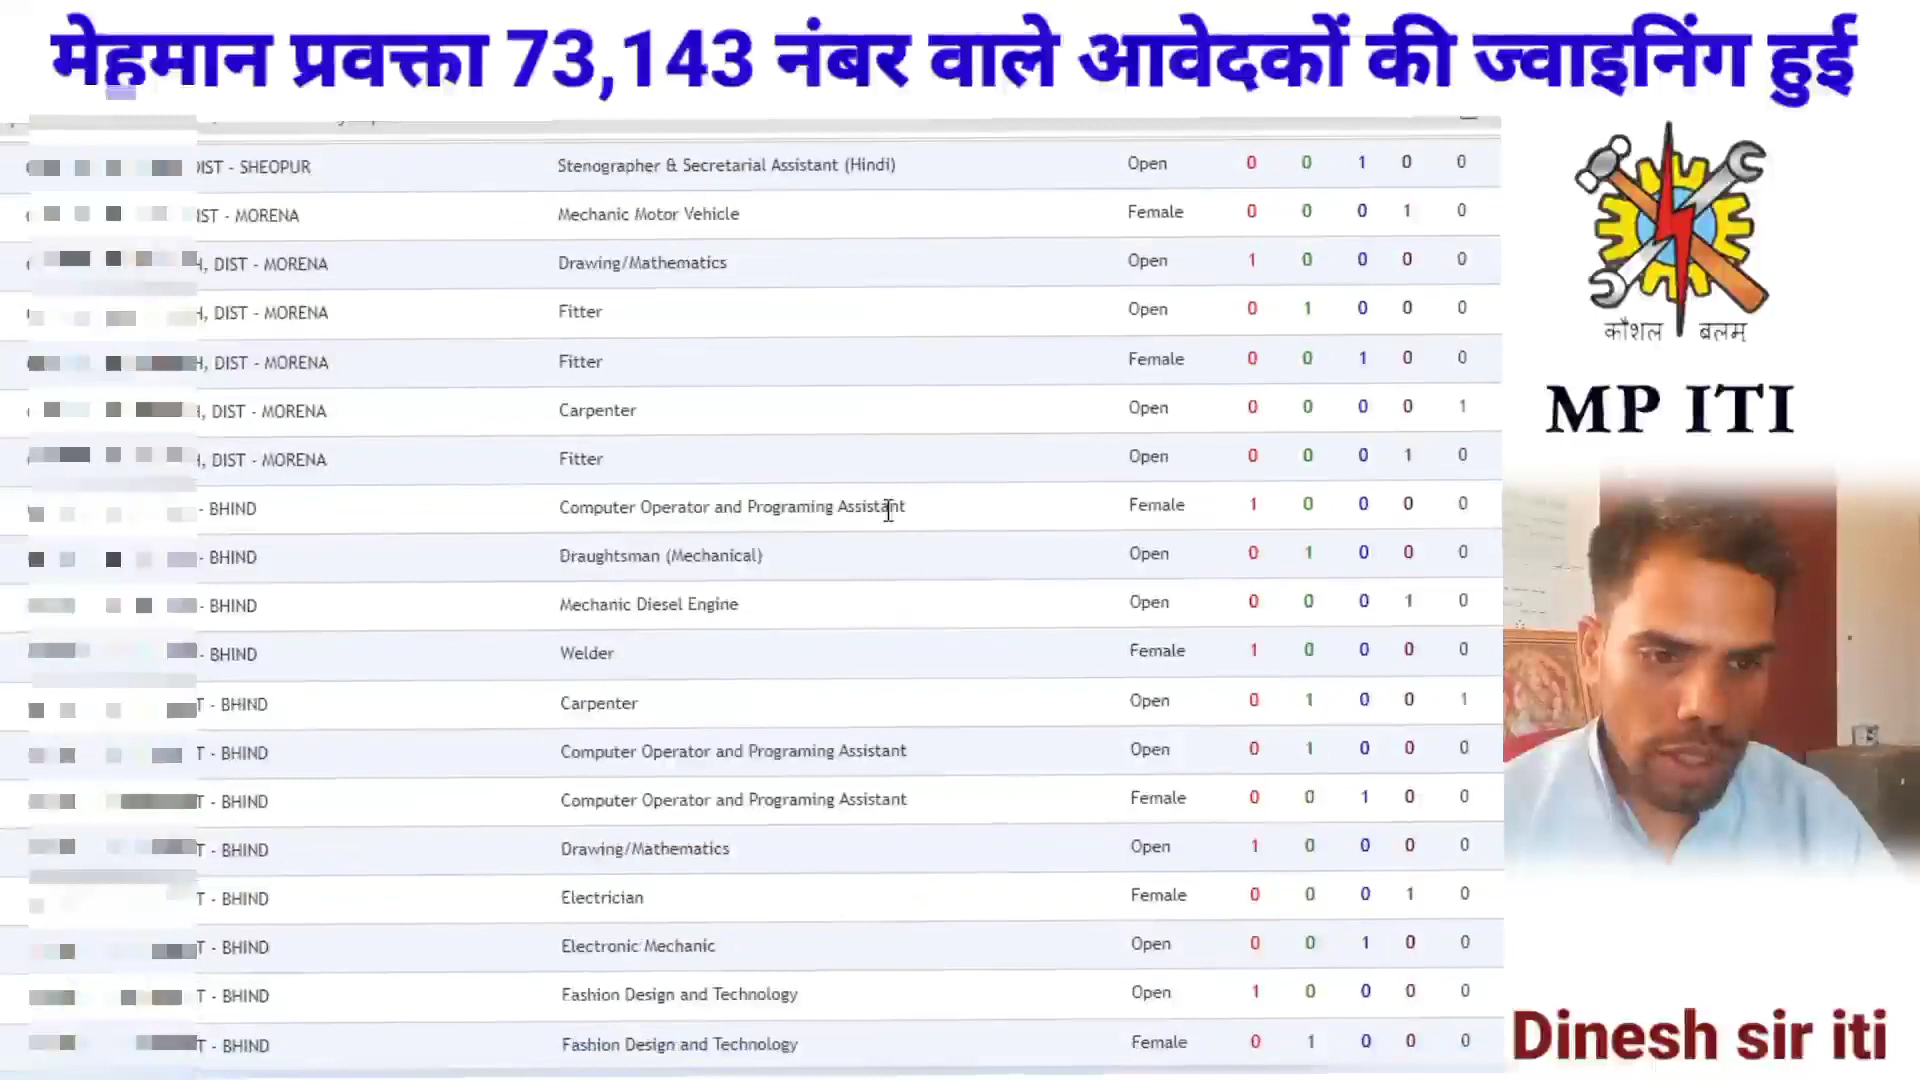 मेहमान प्रवक्ता 73,143 नंबर वाले आवेदकों की ज्वाइनिंग हुई
DIST - SHEOPUR Stenographer & Secretarial Assistant (Hindi) Open 0 0 1 0 0
IST - MORENA Mechanic Motor Vehicle Female 0 0 0 1 0
H, DIST - MORENA Drawing/Mathematics Open 1 0 0 0 0
H, DIST - MORENA Fitter Open 0 1 0 0 0
H, DIST - MORENA Fitter Female 0 0 1 0 0
H, DIST - MORENA Carpenter Open 0 0 0 0 1
H, DIST - MORENA Fitter Open 0 0 0 1 0
- BHIND Computer Operator and Programing Assistant Female 1 0 0 0 0
- BHIND Draughtsman (Mechanical) Open 0 1 0 0 0
- BHIND Mechanic Diesel Engine Open 0 0 0 1 0
- BHIND Welder Female 1 0 0 0 0
T - BHIND Carpenter Open 0 1 0 0 1
T - BHIND Computer Operator and Programing Assistant Open 0 1 0 0 0
T - BHIND Computer Operator and Programing Assistant Female 0 0 1 0 0
T - BHIND Drawing/Mathematics Open 1 0 0 0 0
T - BHIND Electrician Female 0 0 0 1 0
T - BHIND Electronic Mechanic Open 0 0 1 0 0
T - BHIND Fashion Design and Technology Open 1 0 0 0 0
T - BHIND Fashion Design and Technology Female 0 1 0 0 0
कौशल बलम्
MP ITI
Dinesh sir iti